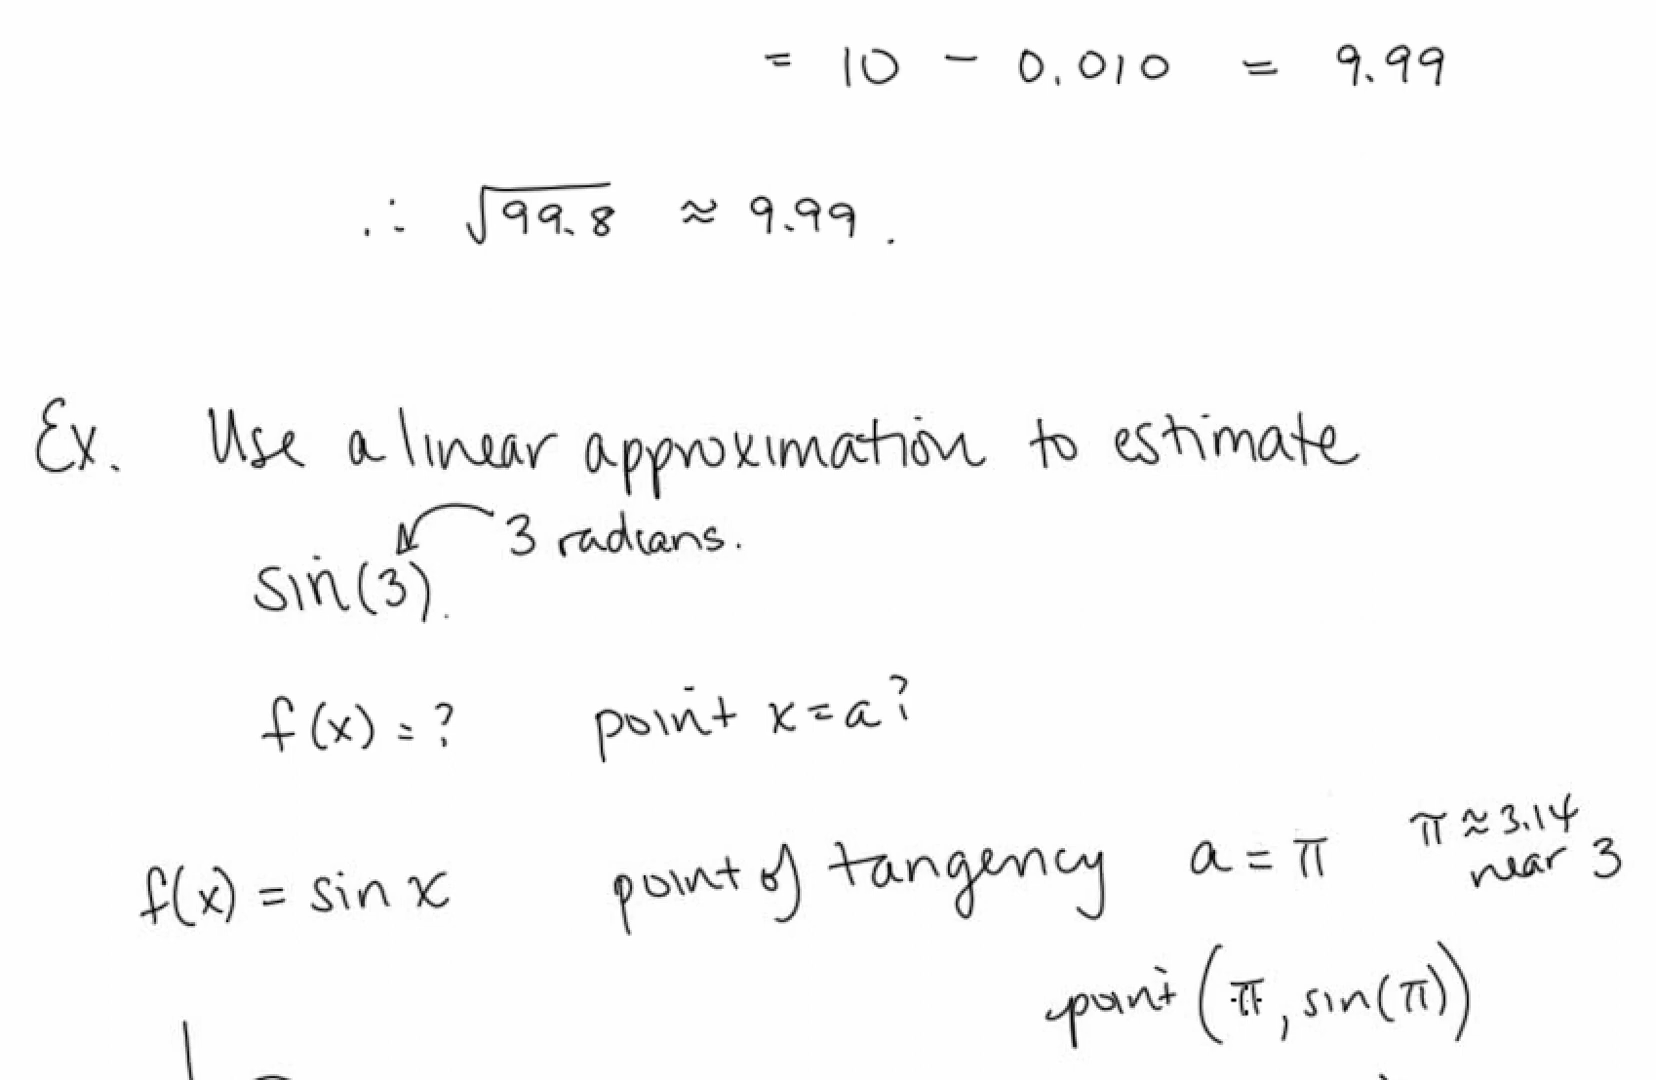 = 10 - 0.010 = 9.99
∴ √99.8 ≈ 9.99.
Ex. Use a linear approximation to estimate
3 radians.
sin(3).
f(x) = ? point x = a?
π ≈ 3.14
f(x) = sin x point of tangency a = π near 3
point (π, sin(π))